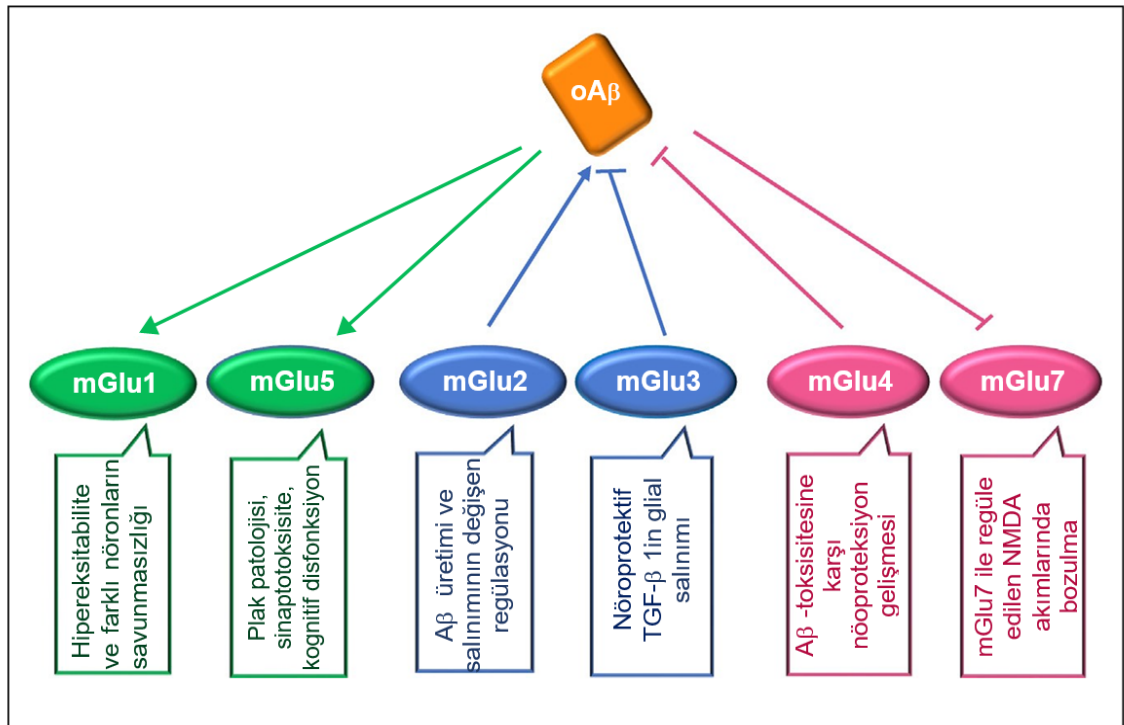 oAβ
mGlu1
mGlu5
mGlu2
mGlu3
mGlu4
mGlu7
Hipereksitabilite
ve farklı nöronların
savunmasızlığı
Plak patolojisi,
sinaptotoksisite,
kognitif disfonksiyon
Aβ üretimi ve
salınımının değişen
regülasyonu
Nöroprotektif
TGF-β 1in glial
salınımı
Aβ -toksisitesine
karşı
nöoproteksiyon
gelişmesi
mGlu7 ile regüle
edilen NMDA
akımlarında
bozulma